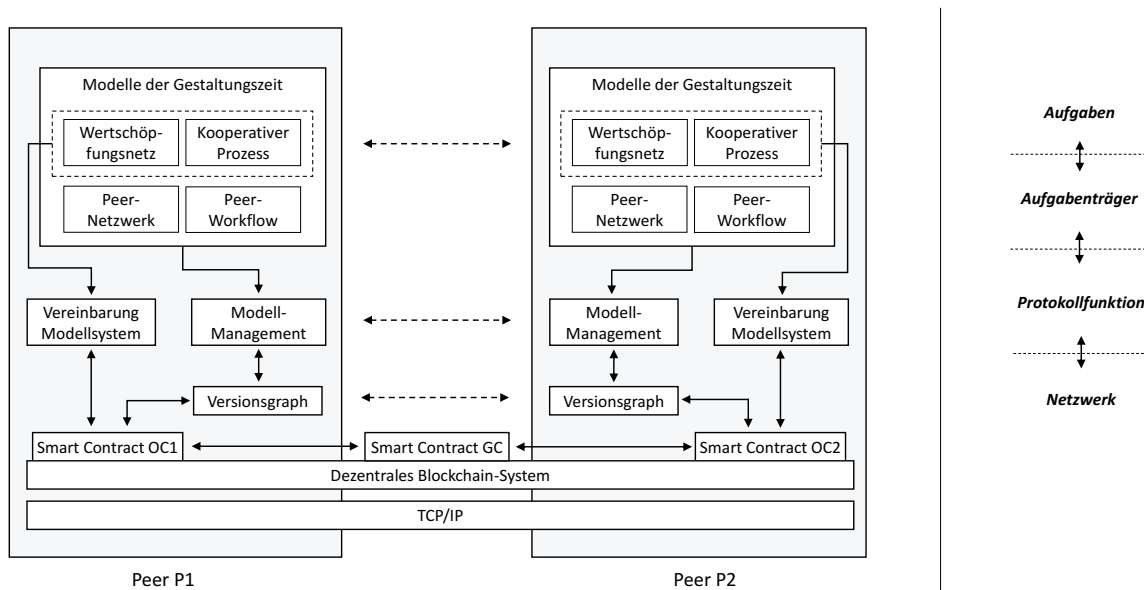 Modelle der Gestaltungszeit
Wertschöp-
fungsnetz
Kooperativer
Prozess
Peer-
Netzwerk
Peer-
Workflow
Vereinbarung
Modellsystem
Modell-
Management
Versionsgraph
Smart Contract OC1
Modelle der Gestaltungszeit
Wertschöp-
fungsnetz
Kooperativer
Prozess
Peer-
Netzwerk
Peer-
Workflow
Modell-
Management
Vereinbarung
Modellsystem
Versionsgraph
Smart Contract GC
Smart Contract OC2
Dezentrales Blockchain-System
TCP/IP
Peer P1
Peer P2
Aufgaben
Aufgabenträger
Protokollfunktion
Netzwerk